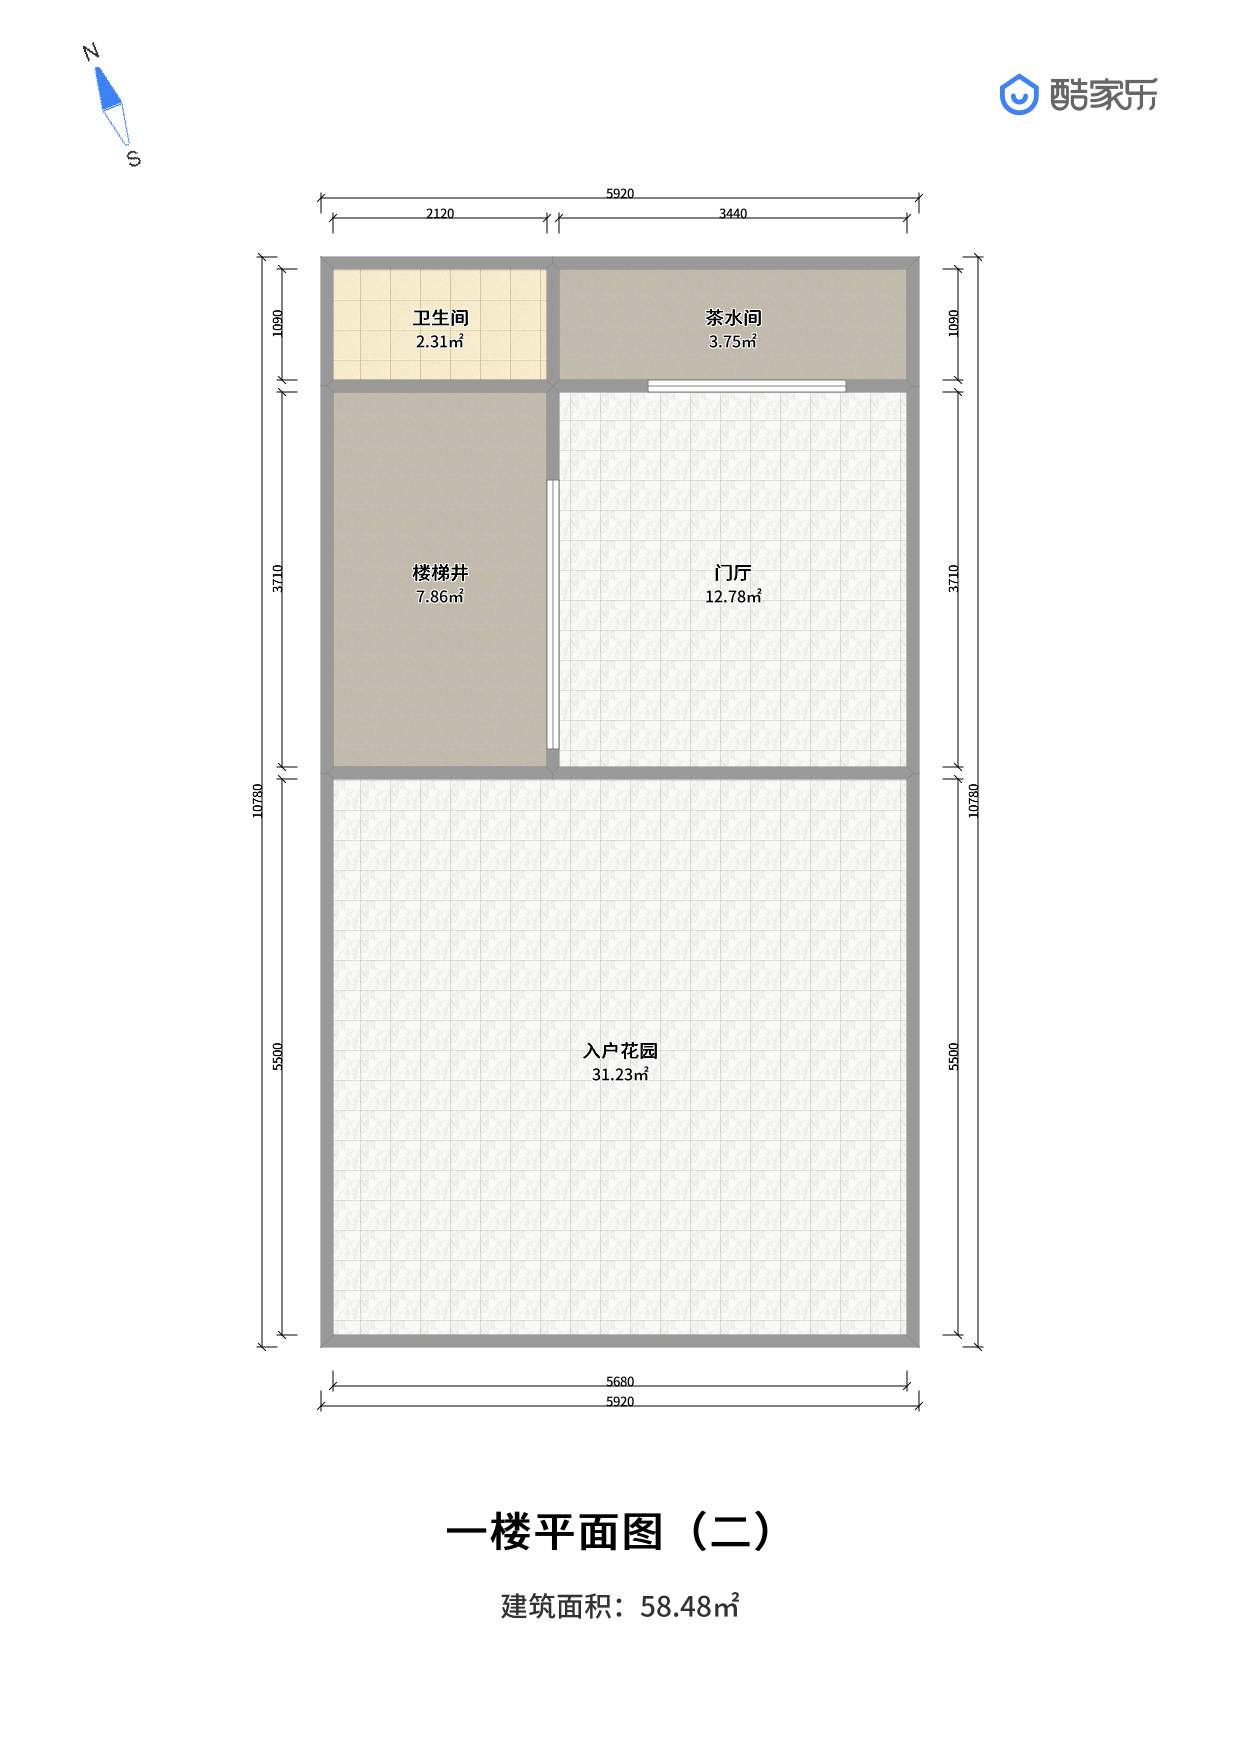 N
S
酷家乐
5920
2120
3440
1090
1090
卫生间
2.31㎡
茶水间
3.75㎡
3710
3710
楼梯井
7.86㎡
门厅
12.78㎡
10780
10780
5500
5500
入户花园
31.23㎡
5680
5920
一楼平面图（二）
建筑面积：58.48㎡